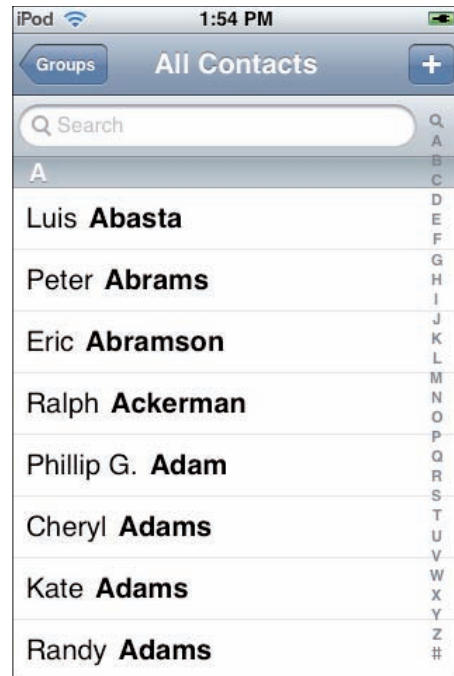 iPod 1:54 PM
Groups All Contacts +
Search
A
Luis Abasta
Peter Abrams
Eric Abramson
Ralph Ackerman
Phillip G. Adam
Cheryl Adams
Kate Adams
Randy Adams
A
B
C
D
E
F
G
H
I
J
K
L
M
N
O
P
Q
R
S
T
U
V
W
X
Y
Z
#